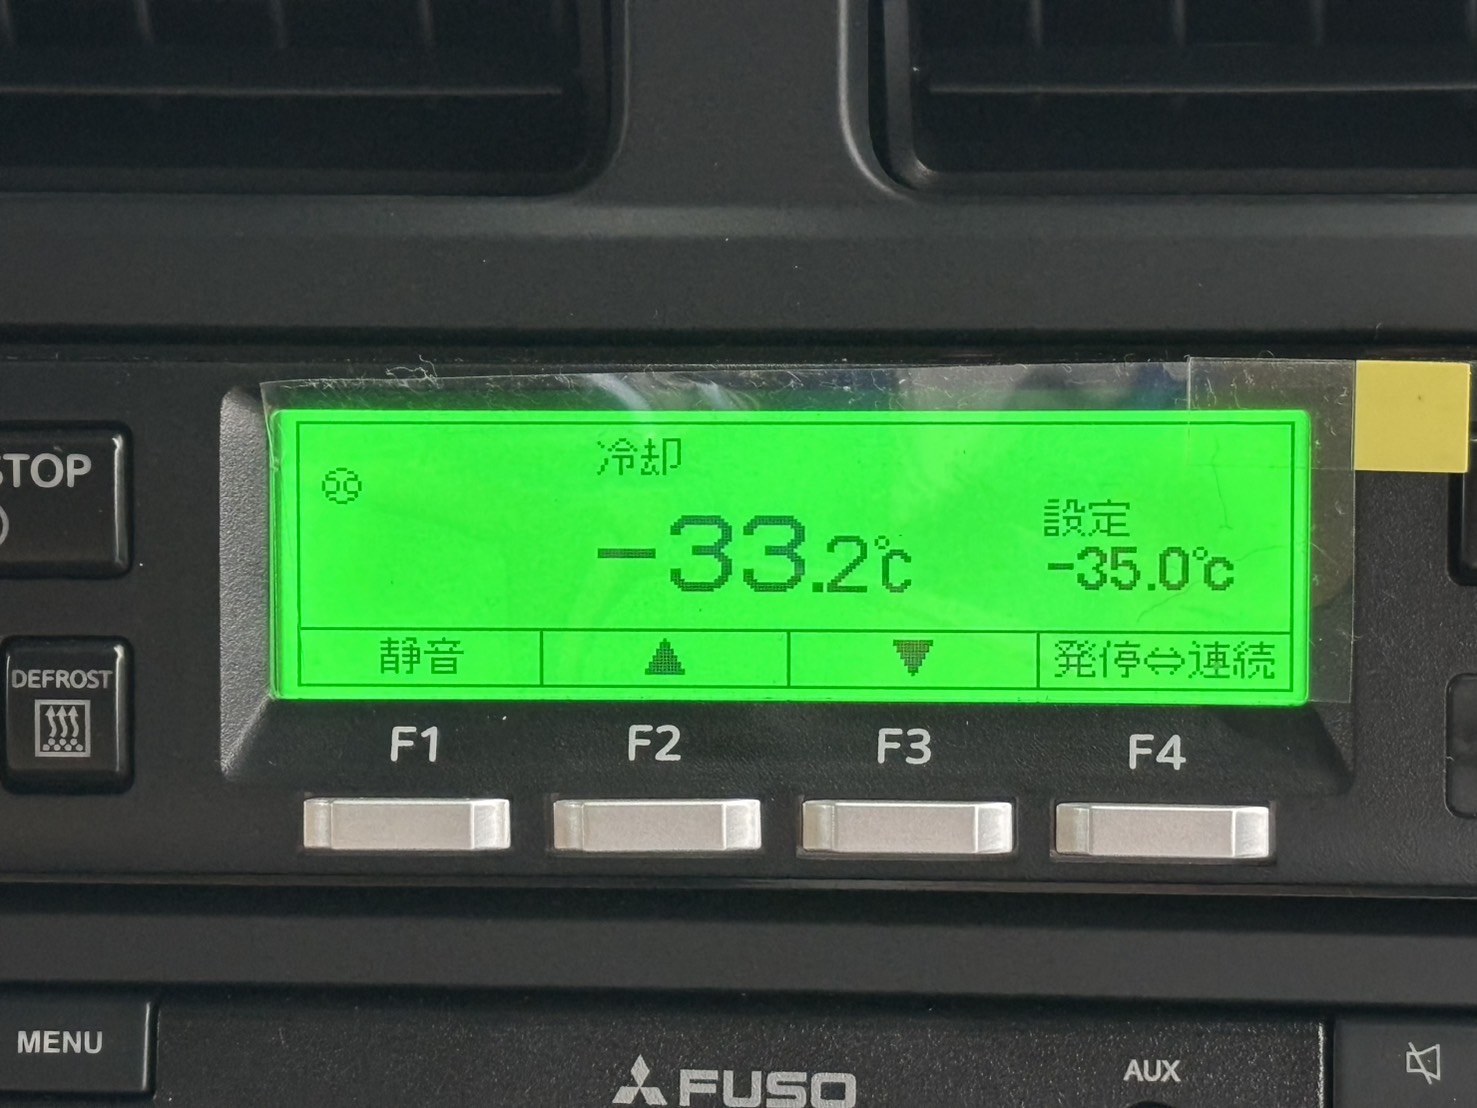 STOP
DEFROST
冷却
-33.2℃
設定
-35.0℃
静音
▲
▼
発停⇔連続
F1
F2
F3
F4
MENU
FUSO
AUX